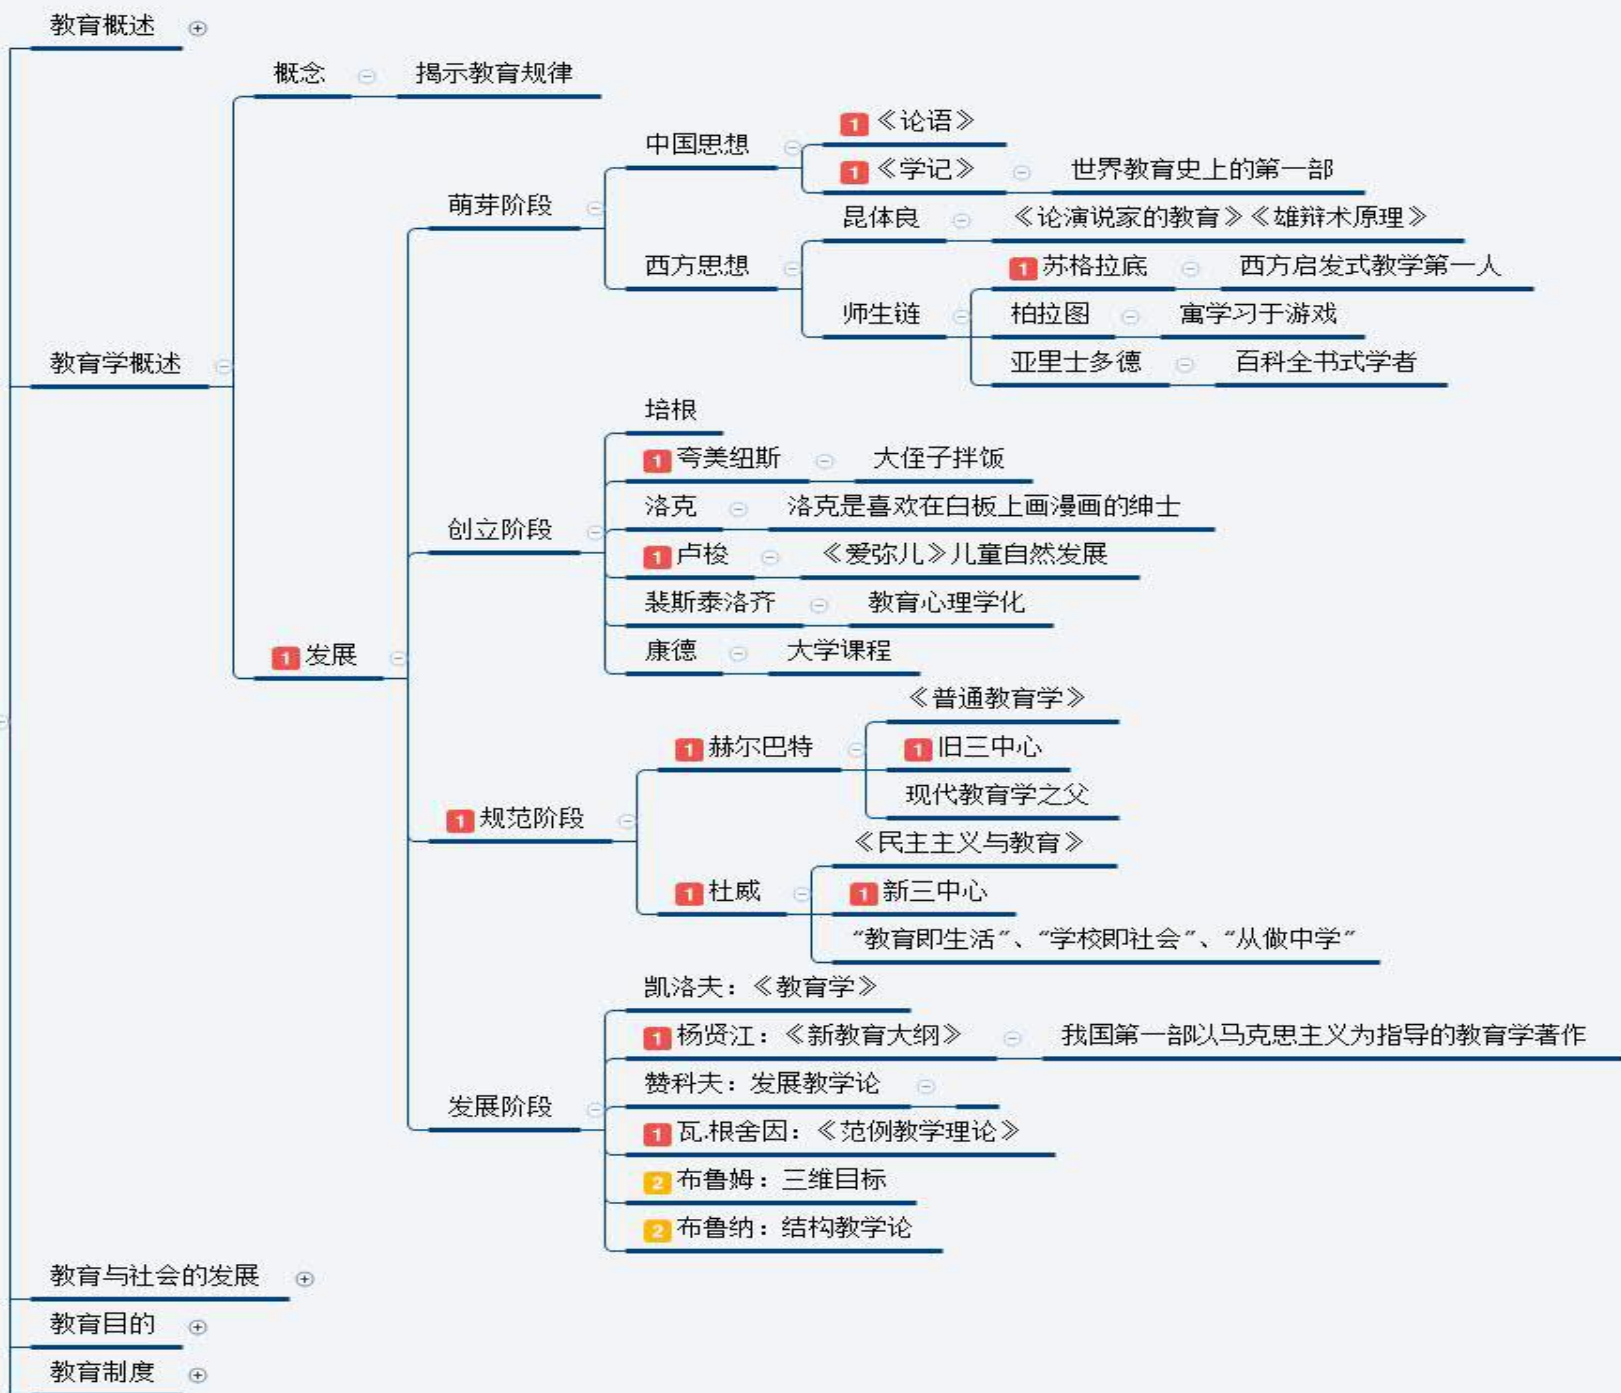 教育概述
概念
揭示教育规律
1 《论语》
中国思想
1 《学记》
世界教育史上的第一部
萌芽阶段
昆体良
《论演说家的教育》《雄辩术原理》
西方思想
1 苏格拉底
西方启发式教学第一人
师生链
柏拉图
寓学习于游戏
教育学概述
亚里士多德
百科全书式学者
培根
1 夸美纽斯
大侄子拌饭
洛克
洛克是喜欢在白板上画漫画的绅士
创立阶段
1 卢梭
《爱弥儿》儿童自然发展
裴斯泰洛齐
教育心理学化
1 发展
康德
大学课程
《普通教育学》
1 赫尔巴特
1 旧三中心
现代教育学之父
1 规范阶段
《民主主义与教育》
1 杜威
1 新三中心
“教育即生活”、“学校即社会”、“从做中学”
凯洛夫：《教育学》
1 杨贤江：《新教育大纲》
我国第一部以马克思主义为指导的教育学著作
赞科夫：发展教学论
发展阶段
1 瓦.根舍因：《范例教学理论》
2 布鲁姆：三维目标
2 布鲁纳：结构教学论
教育与社会的发展
教育目的
教育制度